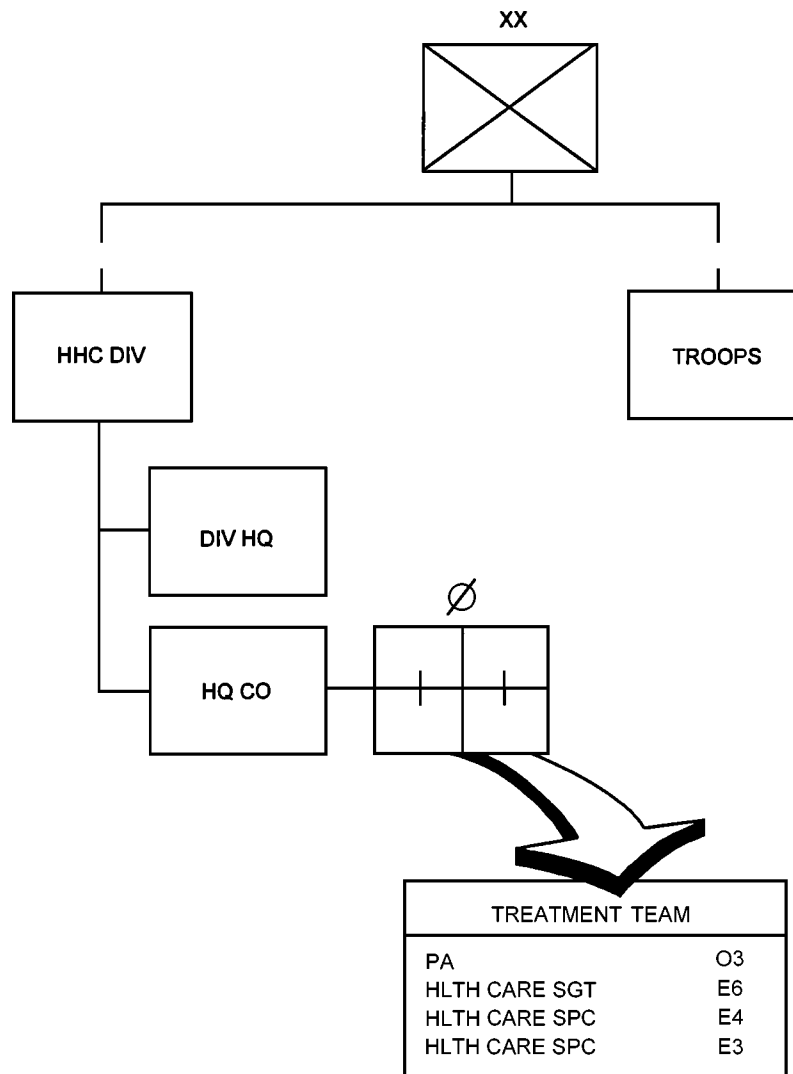 XX
HHC DIV
TROOPS
DIV HQ
HQ CO
TREATMENT TEAM
PA O3
HLTH CARE SGT E6
HLTH CARE SPC E4
HLTH CARE SPC E3